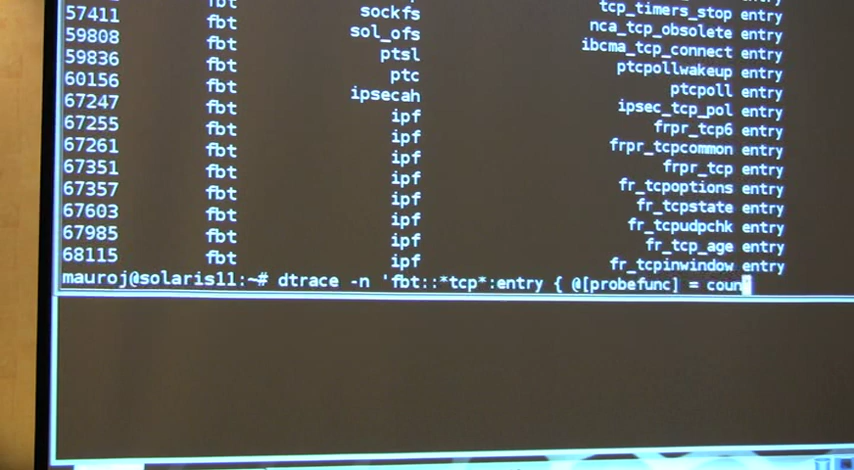 fbt sockfs nca_tcp_obsolete entry
57411 fbt sol_ofs ibcma_tcp_connect entry
59808 fbt ptsl ptcpollwakeup entry
59836 fbt ptc ptcpoll entry
60156 fbt ipsecah ipsec_tcp_pol entry
67247 fbt ipf frpr_tcp6 entry
67255 fbt ipf frpr_tcpcommon entry
67261 fbt ipf frpr_tcp entry
67351 fbt ipf fr_tcpoptions entry
67357 fbt ipf fr_tcpstate entry
67603 fbt ipf fr_tcpudpchk entry
67985 fbt ipf fr_tcp_age entry
68115 fbt ipf fr_tcpinwindow entry
mauroj@solaris11:~# dtrace -n 'fbt::*tcp*:entry { @[probefunc] = coun